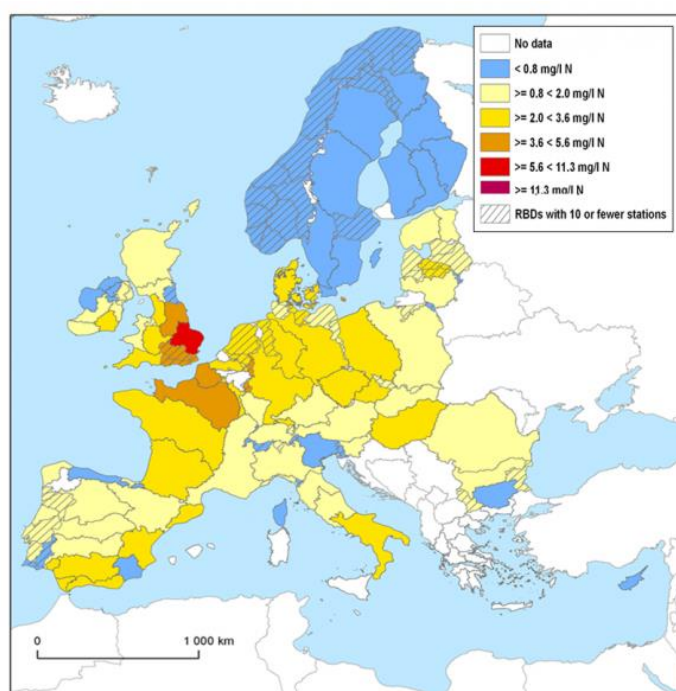 No data
< 0.8 mg/l N
>= 0.8 < 2.0 mg/l N
>= 2.0 < 3.6 mg/l N
>= 3.6 < 5.6 mg/l N
>= 5.6 < 11.3 mg/l N
>= 11.3 mg/l N
RBDs with 10 or fewer stations
0
1 000 km